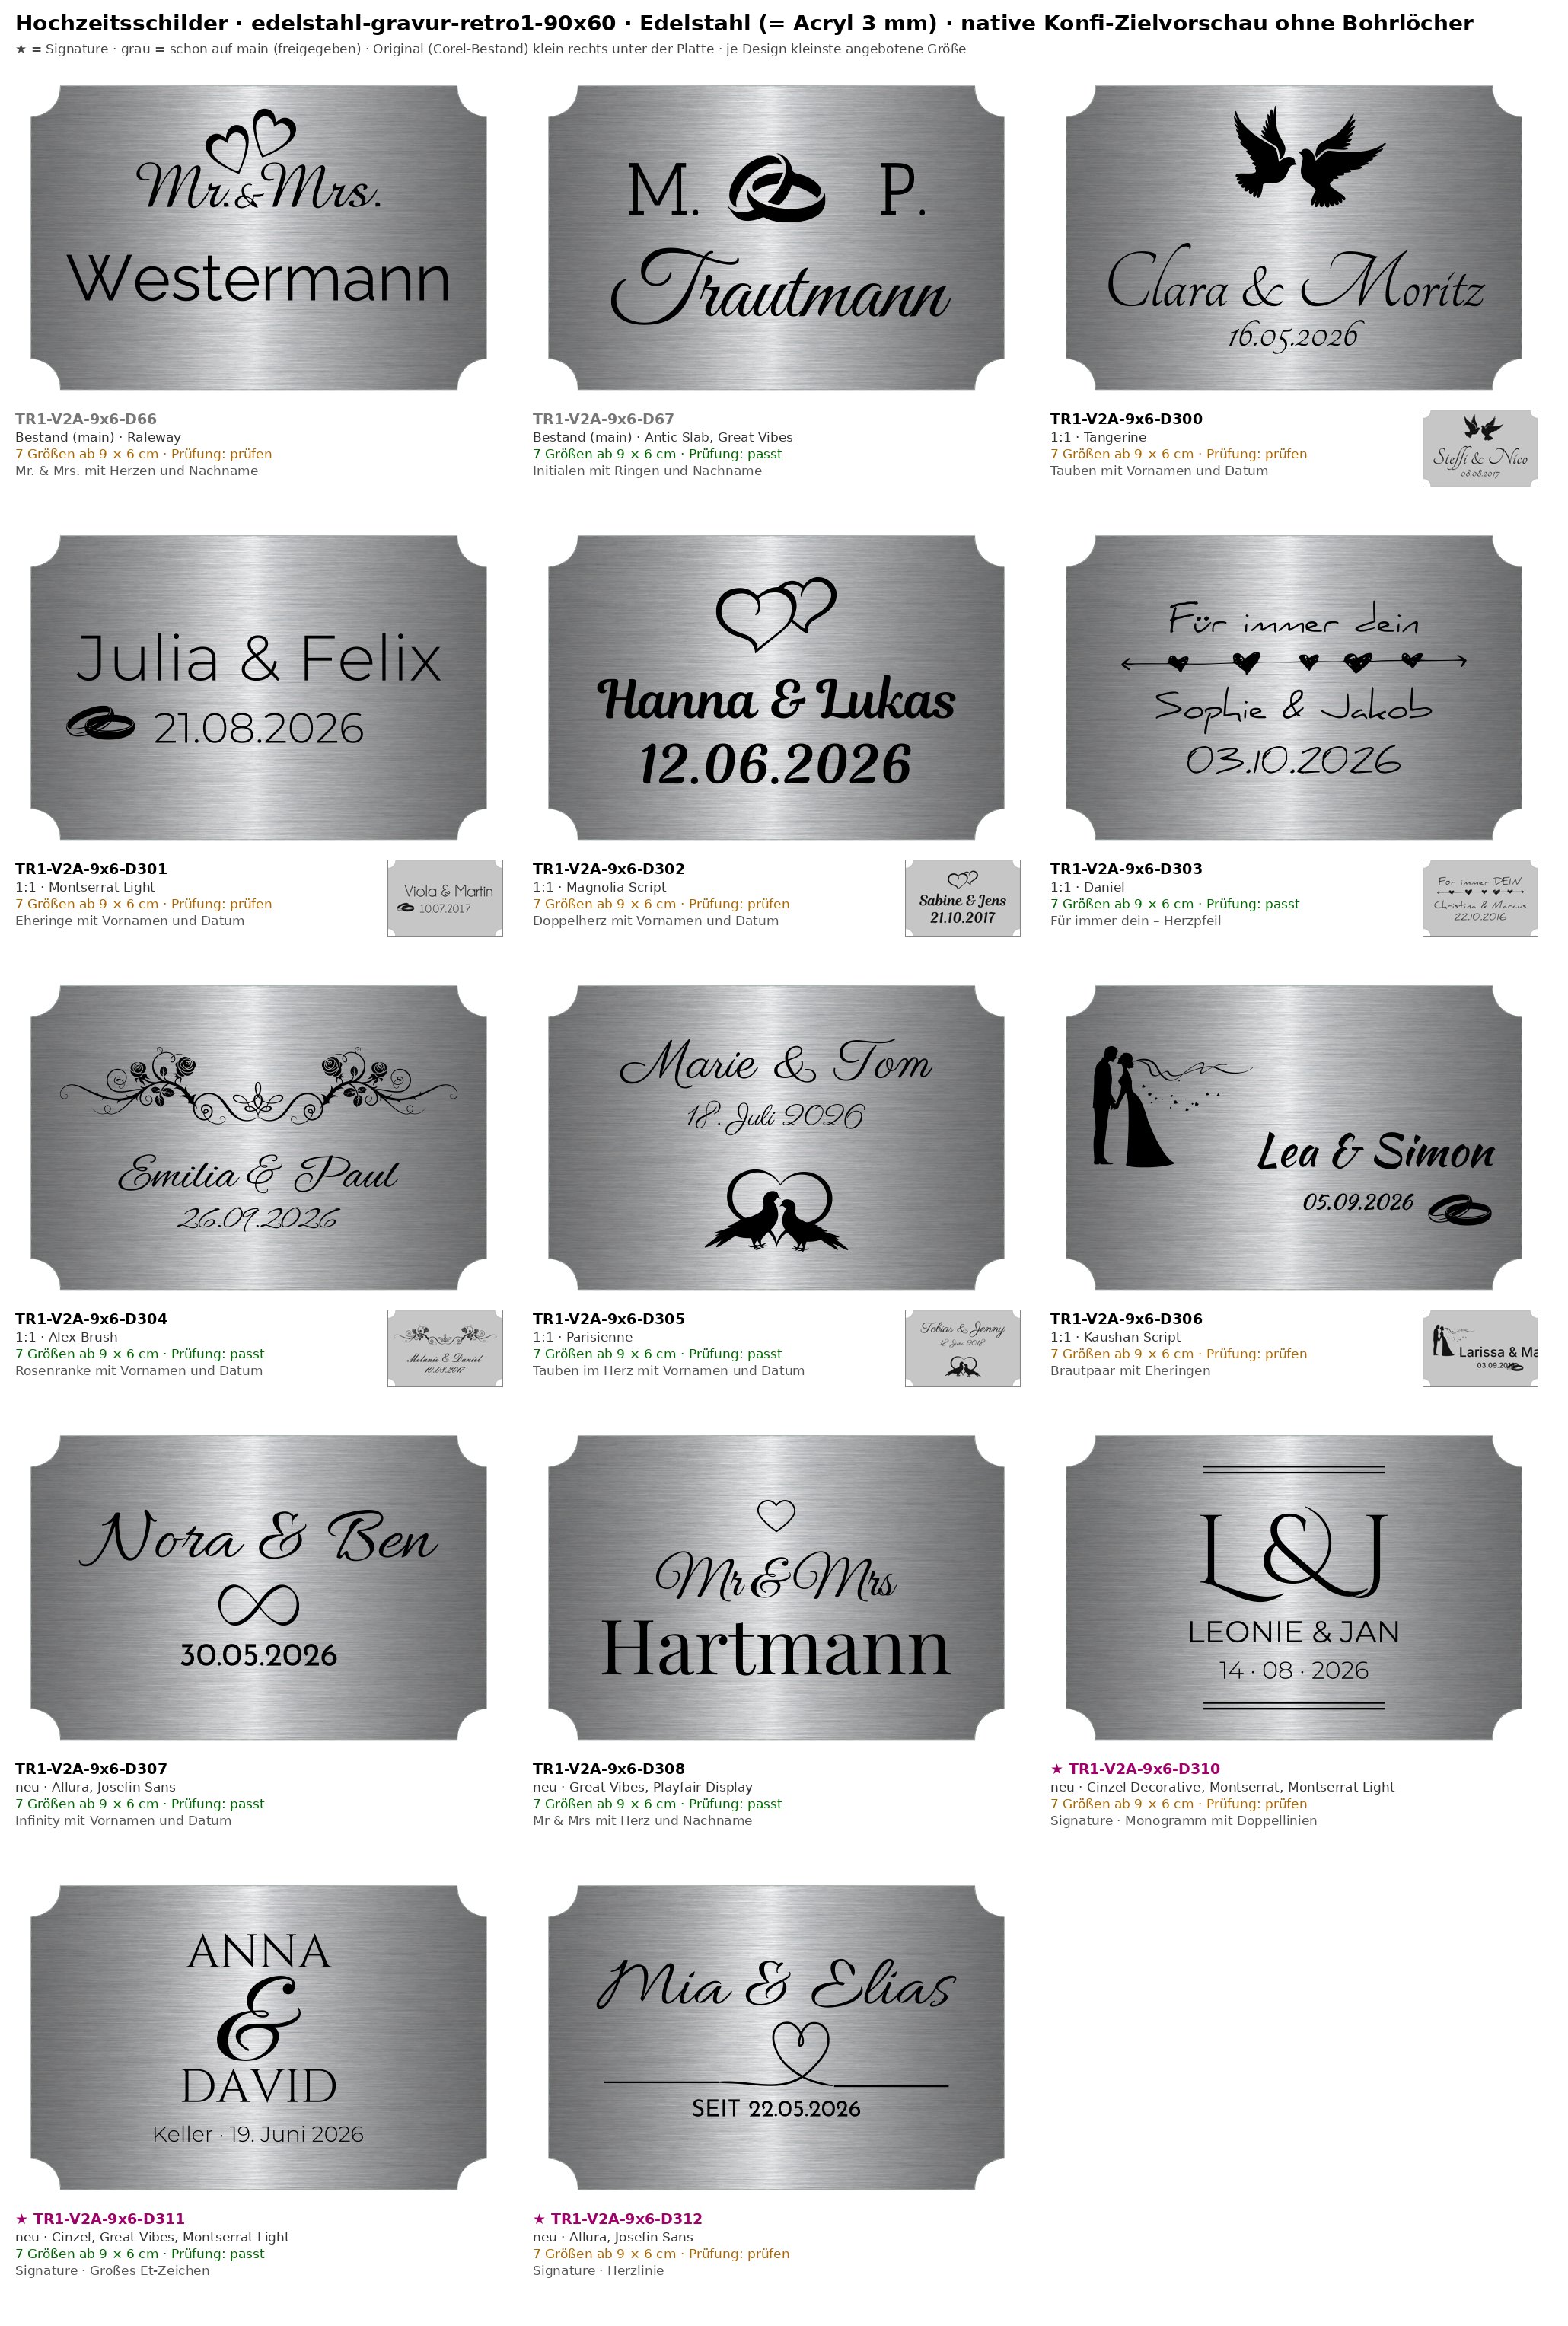 Hochzeitsschilder · edelstahl-gravur-retro1-90x60 · Edelstahl (= Acryl 3 mm) · native Konfi-Zielvorschau ohne Bohrlöcher
★ = Signature · grau = schon auf main (freigegeben) · Original (Corel-Bestand) klein rechts unter der Platte · je Design kleinste angebotene Größe
Mr.&Mrs.
Westermann
TR1-V2A-9x6-D66
Bestand (main) · Raleway
7 Größen ab 9 × 6 cm · Prüfung: prüfen
Mr. & Mrs. mit Herzen und Nachname
M. P.
Trautmann
TR1-V2A-9x6-D67
Bestand (main) · Antic Slab, Great Vibes
7 Größen ab 9 × 6 cm · Prüfung: passt
Initialen mit Ringen und Nachname
Clara & Moritz
16.05.2026
TR1-V2A-9x6-D300
1:1 · Tangerine
7 Größen ab 9 × 6 cm · Prüfung: prüfen
Tauben mit Vornamen und Datum
Steffi & Nico
08.08.2017
Julia & Felix
21.08.2026
TR1-V2A-9x6-D301
1:1 · Montserrat Light
7 Größen ab 9 × 6 cm · Prüfung: prüfen
Eheringe mit Vornamen und Datum
Viola & Martin
10.07.2017
Hanna & Lukas
12.06.2026
TR1-V2A-9x6-D302
1:1 · Magnolia Script
7 Größen ab 9 × 6 cm · Prüfung: prüfen
Doppelherz mit Vornamen und Datum
Sabine & Jens
21.10.2017
Für immer dein
Sophie & Jakob
03.10.2026
TR1-V2A-9x6-D303
1:1 · Daniel
7 Größen ab 9 × 6 cm · Prüfung: passt
Für immer dein – Herzpfeil
For immer DEIN
Christina & Marcus
22.10.2016
Emilia & Paul
26.09.2026
TR1-V2A-9x6-D304
1:1 · Alex Brush
7 Größen ab 9 × 6 cm · Prüfung: passt
Rosenranke mit Vornamen und Datum
Melanie & Daniel
10.08.2017
Marie & Tom
18. Juli 2026
TR1-V2A-9x6-D305
1:1 · Parisienne
7 Größen ab 9 × 6 cm · Prüfung: passt
Tauben im Herz mit Vornamen und Datum
Tobias & Jenny
18. Juni 2018
Lea & Simon
05.09.2026
TR1-V2A-9x6-D306
1:1 · Kaushan Script
7 Größen ab 9 × 6 cm · Prüfung: prüfen
Brautpaar mit Eheringen
Larissa & Ma
03.09.201
Nora & Ben
30.05.2026
TR1-V2A-9x6-D307
neu · Allura, Josefin Sans
7 Größen ab 9 × 6 cm · Prüfung: passt
Infinity mit Vornamen und Datum
Mr & Mrs
Hartmann
TR1-V2A-9x6-D308
neu · Great Vibes, Playfair Display
7 Größen ab 9 × 6 cm · Prüfung: passt
Mr & Mrs mit Herz und Nachname
L&J
LEONIE & JAN
14 · 08 · 2026
★ TR1-V2A-9x6-D310
neu · Cinzel Decorative, Montserrat, Montserrat Light
7 Größen ab 9 × 6 cm · Prüfung: prüfen
Signature · Monogramm mit Doppellinien
ANNA
&
DAVID
Keller · 19. Juni 2026
★ TR1-V2A-9x6-D311
neu · Cinzel, Great Vibes, Montserrat Light
7 Größen ab 9 × 6 cm · Prüfung: passt
Signature · Großes Et-Zeichen
Mia & Elias
SEIT 22.05.2026
★ TR1-V2A-9x6-D312
neu · Allura, Josefin Sans
7 Größen ab 9 × 6 cm · Prüfung: prüfen
Signature · Herzlinie